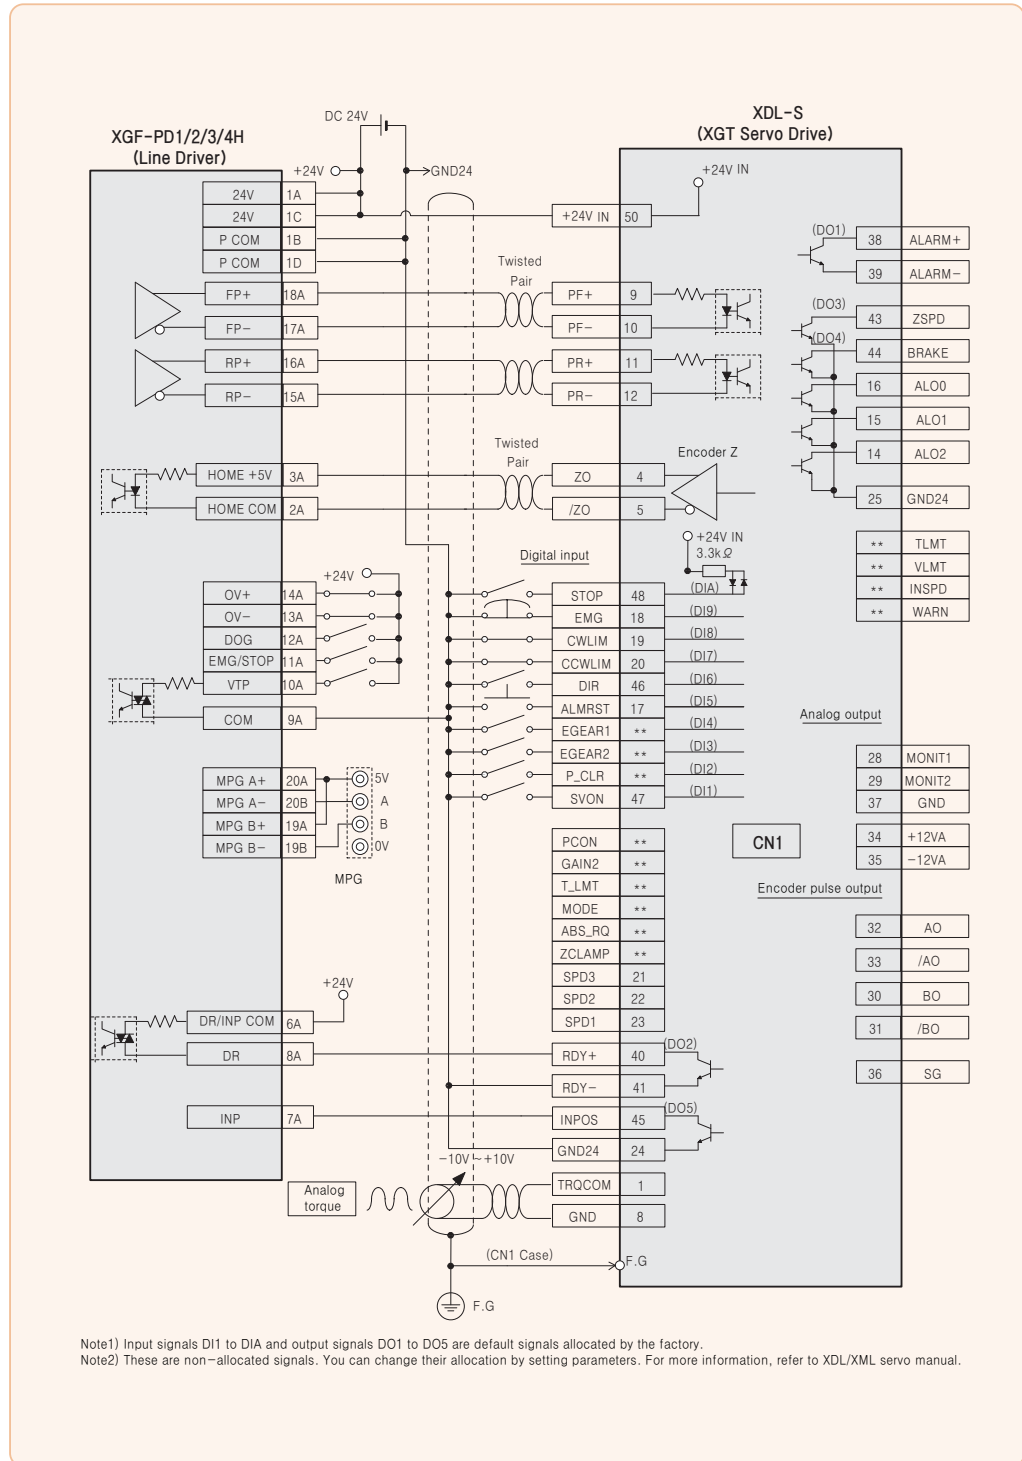 XDL-S
(XGT Servo Drive)
XGF-PD1/2/3/4H
(Line Driver)
DC 24V
+24V
GND24
+24V IN
24V 1A
24V 1C
P COM 1B
P COM 1D
FP+ 18A
FP- 17A
RP+ 16A
RP- 15A
HOME +5V 3A
HOME COM 2A
+24V
OV+ 14A
OV- 13A
DOG 12A
EMG/STOP 11A
VTP 10A
COM 9A
MPG A+ 20A
MPG A- 20B
MPG B+ 19A
MPG B- 19B
5V
A
B
0V
MPG
+24V
DR/INP COM 6A
DR 8A
INP 7A
Analog
torque
-10V~+10V
Twisted
Pair
Twisted
Pair
Digital input
+24V IN 50
PF+ 9
PF- 10
PR+ 11
PR- 12
ZO 4
/ZO 5
Encoder Z
+24V IN
3.3kΩ
STOP 48 (DIA)
EMG 18 (DI9)
CWLIM 19 (DI8)
CCWLIM 20 (DI7)
DIR 46 (DI6)
ALMRST 17 (DI5)
EGEAR1 ** (DI4)
EGEAR2 ** (DI3)
P_CLR ** (DI2)
SVON 47 (DI1)
PCON **
GAIN2 **
T_LMT **
MODE **
ABS_RQ **
ZCLAMP **
SPD3 21
SPD2 22
SPD1 23
RDY+ 40 (DO2)
RDY- 41
INPOS 45 (DO5)
GND24 24
TRQCOM 1
GND 8
(CN1 Case)
F.G
F.G
CN1
(DO1)
38 ALARM+
39 ALARM-
(DO3)
43 ZSPD
(DO4)
44 BRAKE
16 ALO0
15 ALO1
14 ALO2
25 GND24
** TLMT
** VLMT
** INSPD
** WARN
Analog output
28 MONIT1
29 MONIT2
37 GND
34 +12VA
35 -12VA
Encoder pulse output
32 AO
33 /AO
30 BO
31 /BO
36 SG
Note1) Input signals DI1 to DIA and output signals DO1 to DO5 are default signals allocated by the factory.
Note2) These are non-allocated signals. You can change their allocation by setting parameters. For more information, refer to XDL/XML servo manual.